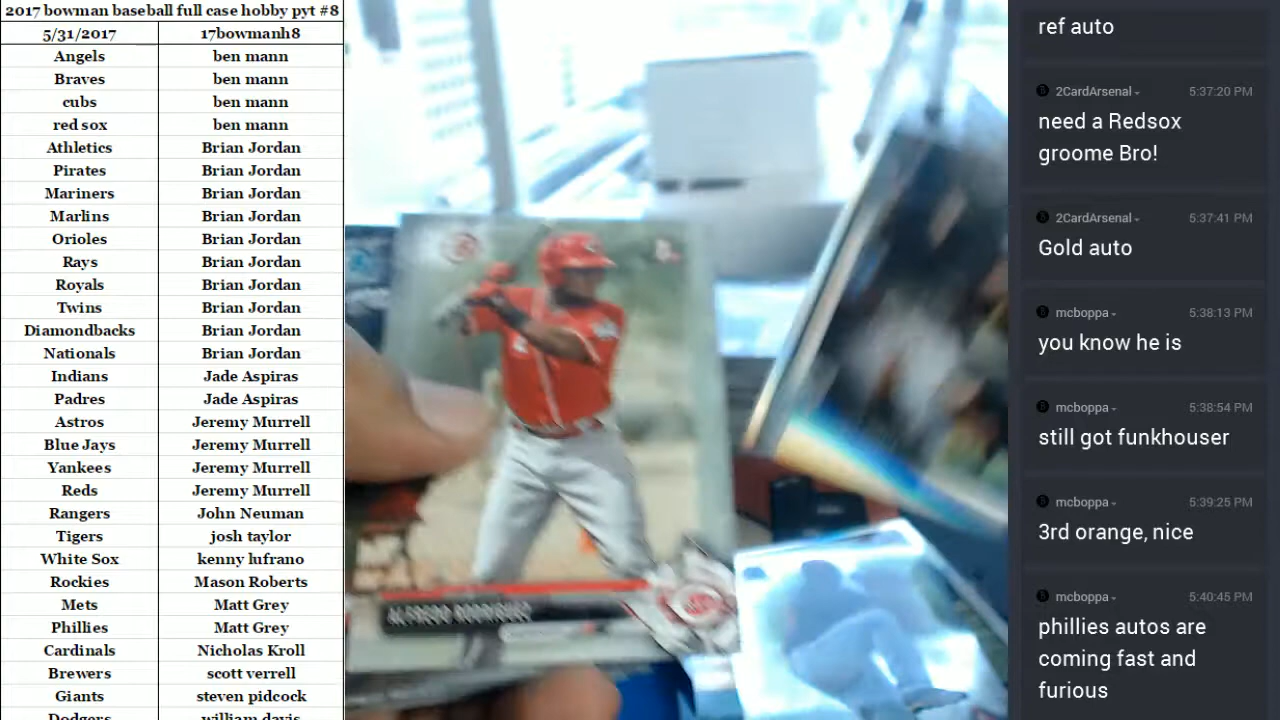 2017 bowman baseball full case hobby pyt #8
5/31/2017 17bowmanh8
Angels ben mann
Braves ben mann
cubs ben mann
red sox ben mann
Athletics Brian Jordan
Pirates Brian Jordan
Mariners Brian Jordan
Marlins Brian Jordan
Orioles Brian Jordan
Rays Brian Jordan
Royals Brian Jordan
Twins Brian Jordan
Diamondbacks Brian Jordan
Nationals Brian Jordan
Indians Jade Aspiras
Padres Jade Aspiras
Astros Jeremy Murrell
Blue Jays Jeremy Murrell
Yankees Jeremy Murrell
Reds Jeremy Murrell
Rangers John Neuman
Tigers josh taylor
White Sox kenny lufrano
Rockies Mason Roberts
Mets Matt Grey
Phillies Matt Grey
Cardinals Nicholas Kroll
Brewers scott verrell
Giants steven pidcock
Dodgers william davis
ALFREDO RODRIGUEZ
ref auto
2CardArsenal 5:37:20 PM
need a Redsox
groome Bro!
2CardArsenal 5:37:41 PM
Gold auto
mcboppa 5:38:13 PM
you know he is
mcboppa 5:38:54 PM
still got funkhouser
mcboppa 5:39:25 PM
3rd orange, nice
mcboppa 5:40:45 PM
phillies autos are
coming fast and
furious